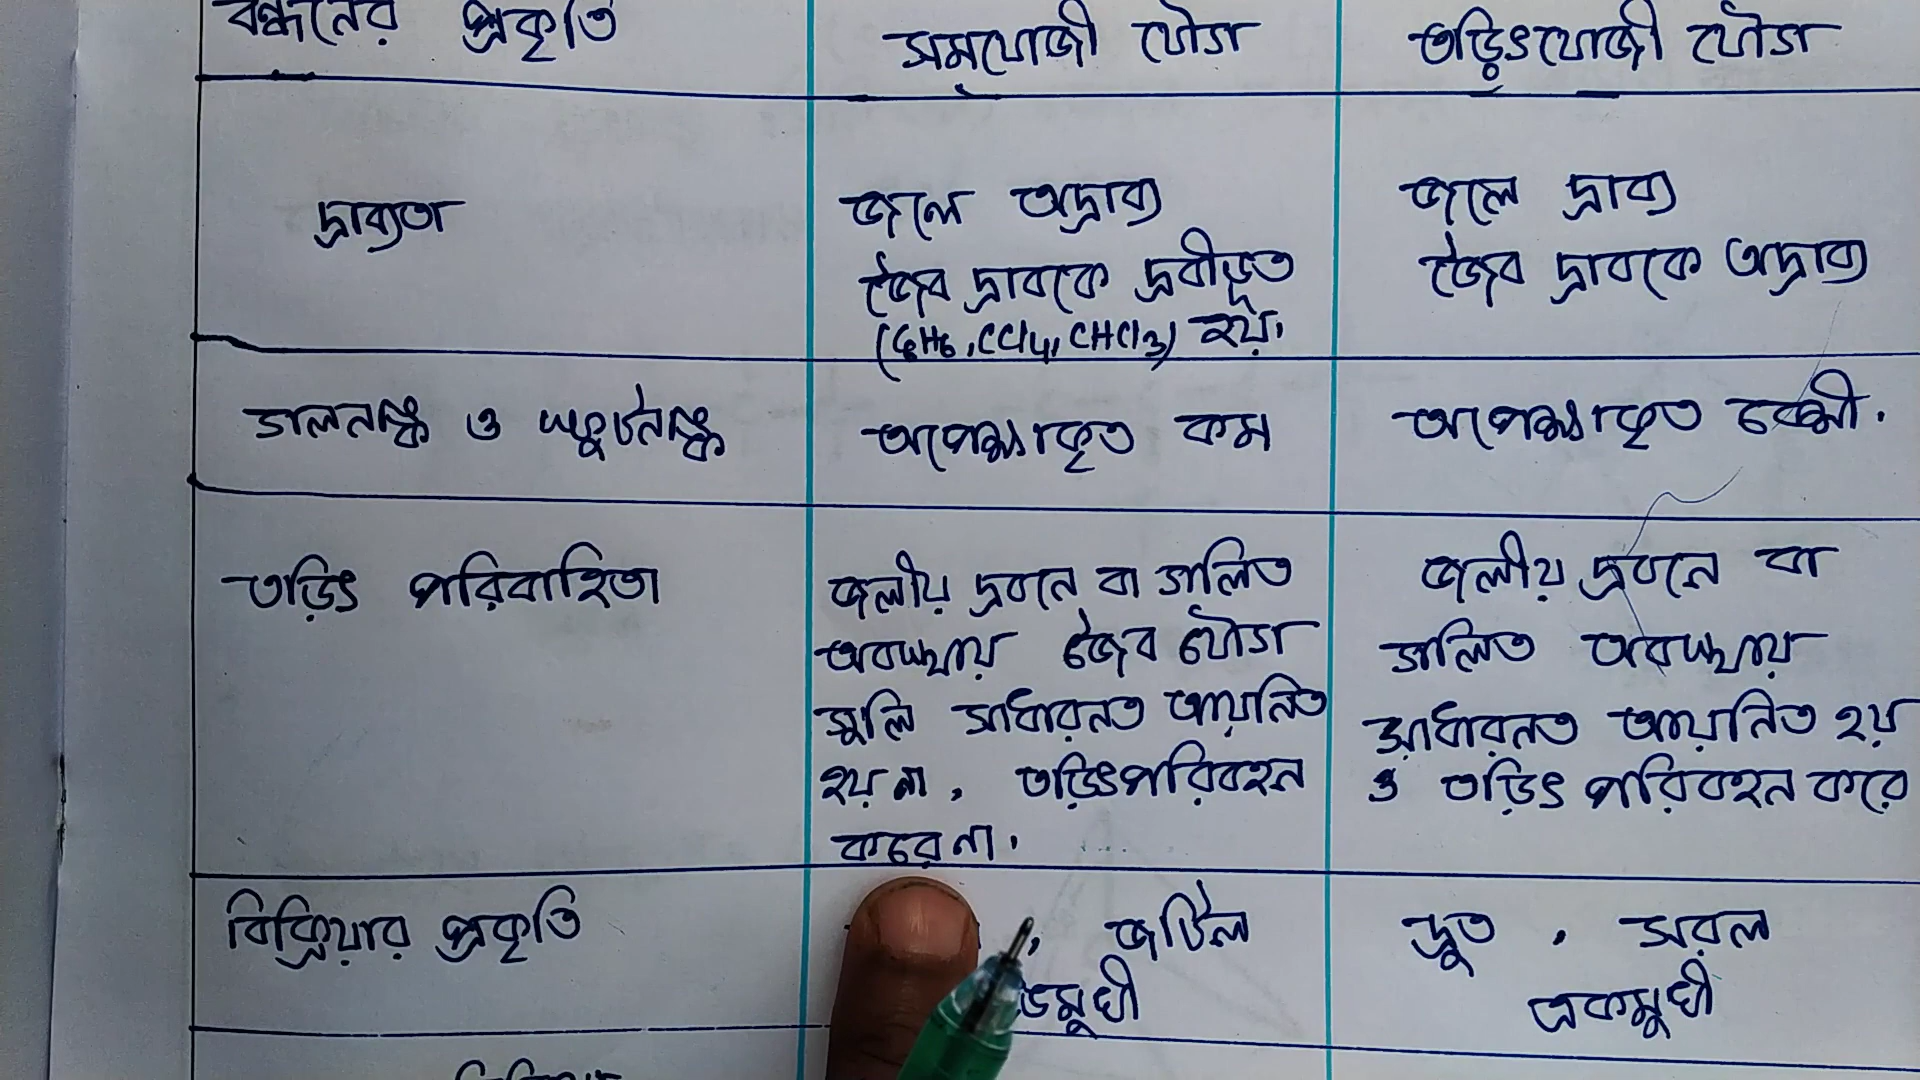 বন্ধনের প্রকৃতি
সমযোজী যৌগ
তড়িৎযোজী যৌগ
দ্রাব্যতা
জলে অদ্রাব্য
জৈব দ্রাবকে দ্রবীভূত
(C6H6, CCl4, CHCl3) হয়.
জলে দ্রাব্য
জৈব দ্রাবকে অদ্রাব্য
গলনাঙ্ক ও স্ফুটনাঙ্ক
অপেক্ষাকৃত কম
অপেক্ষাকৃত বেশী.
তড়িৎ পরিবাহিতা
জলীয় দ্রবনে বা গলিত
অবস্থায় জৈব যৌগ
গুলি সাধারনত আয়নিত
হয় না, তড়িৎপরিবহন
করে না.
জলীয় দ্রবনে বা
গলিত অবস্থায়
সাধারনত আয়নিত হয়
ও তড়িৎ পরিবহন করে
বিক্রিয়ার প্রকৃতি
, জটিল
মুখী
দ্রুত , সরল
একমুখী